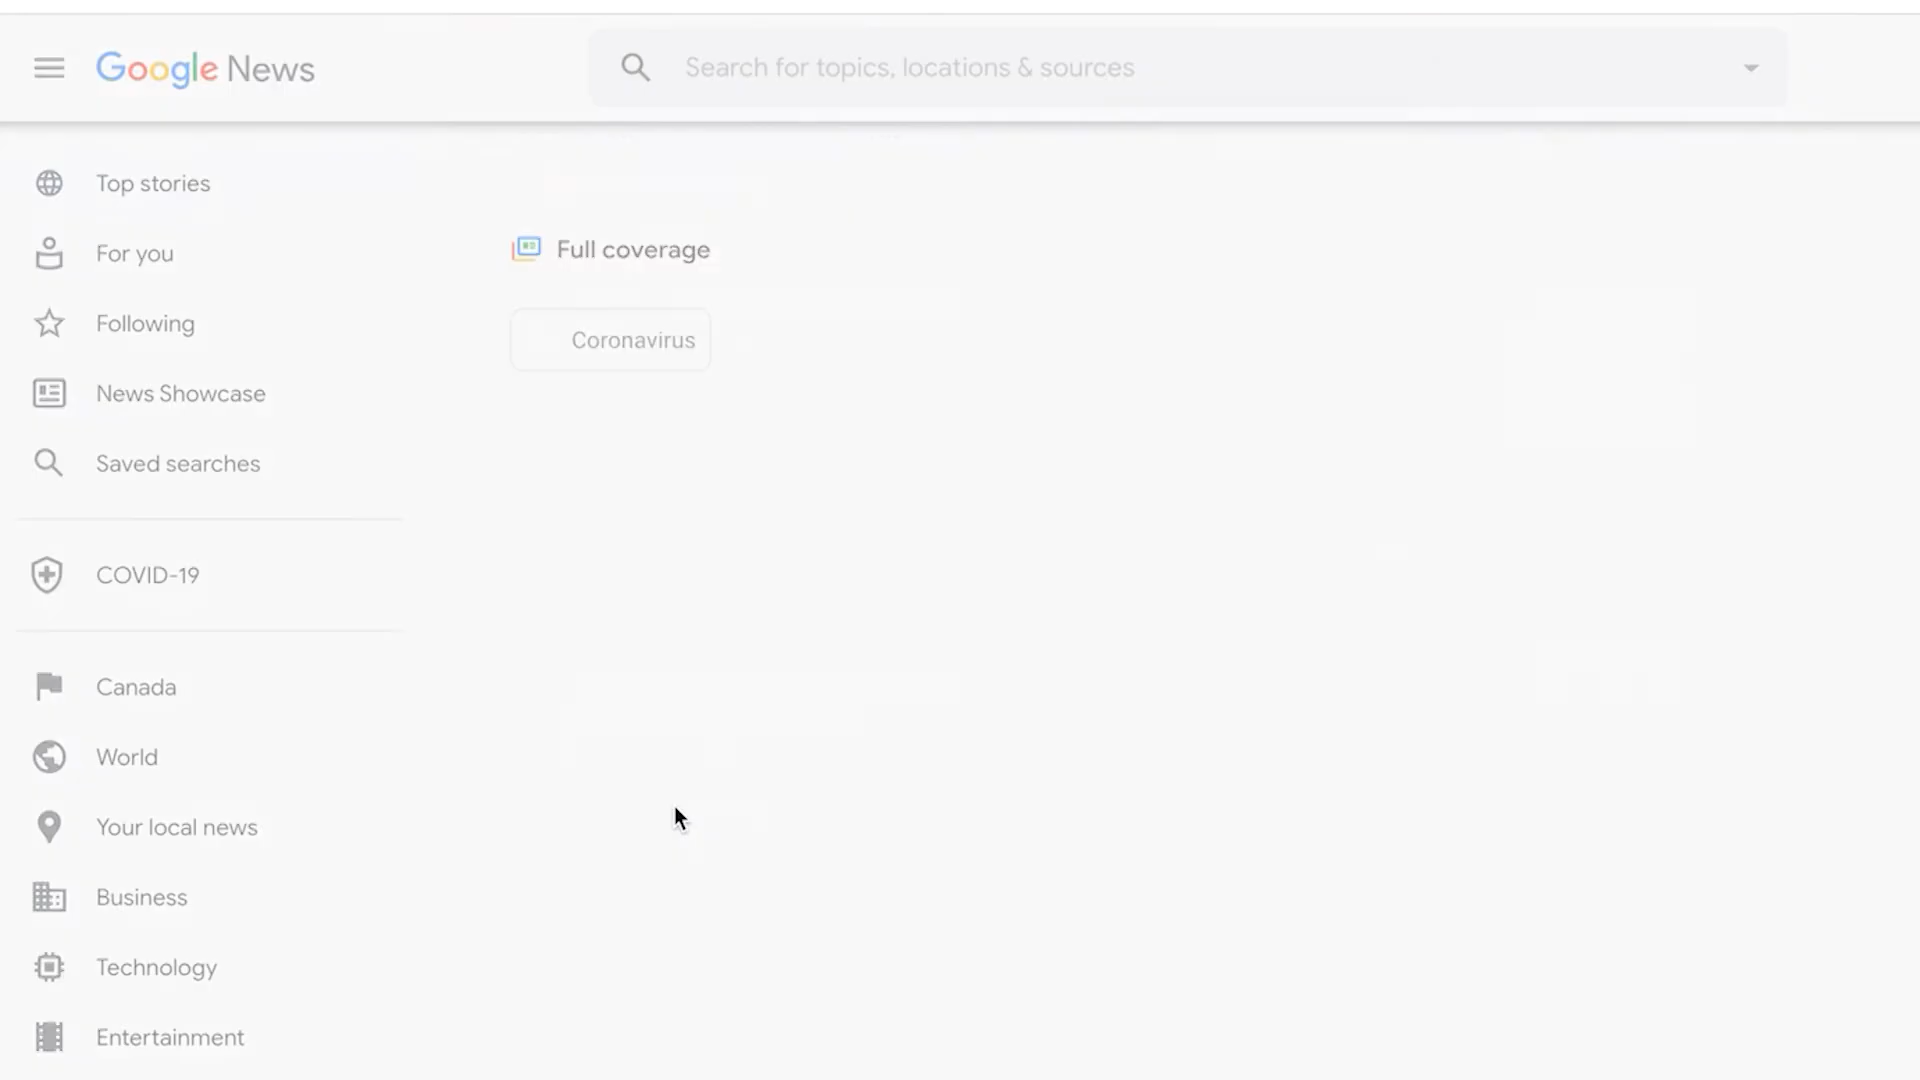 Google News
Search for topics, locations & sources
Top stories
For you
Following
News Showcase
Saved searches
COVID-19
Canada
World
Your local news
Business
Technology
Entertainment
Full coverage
Coronavirus